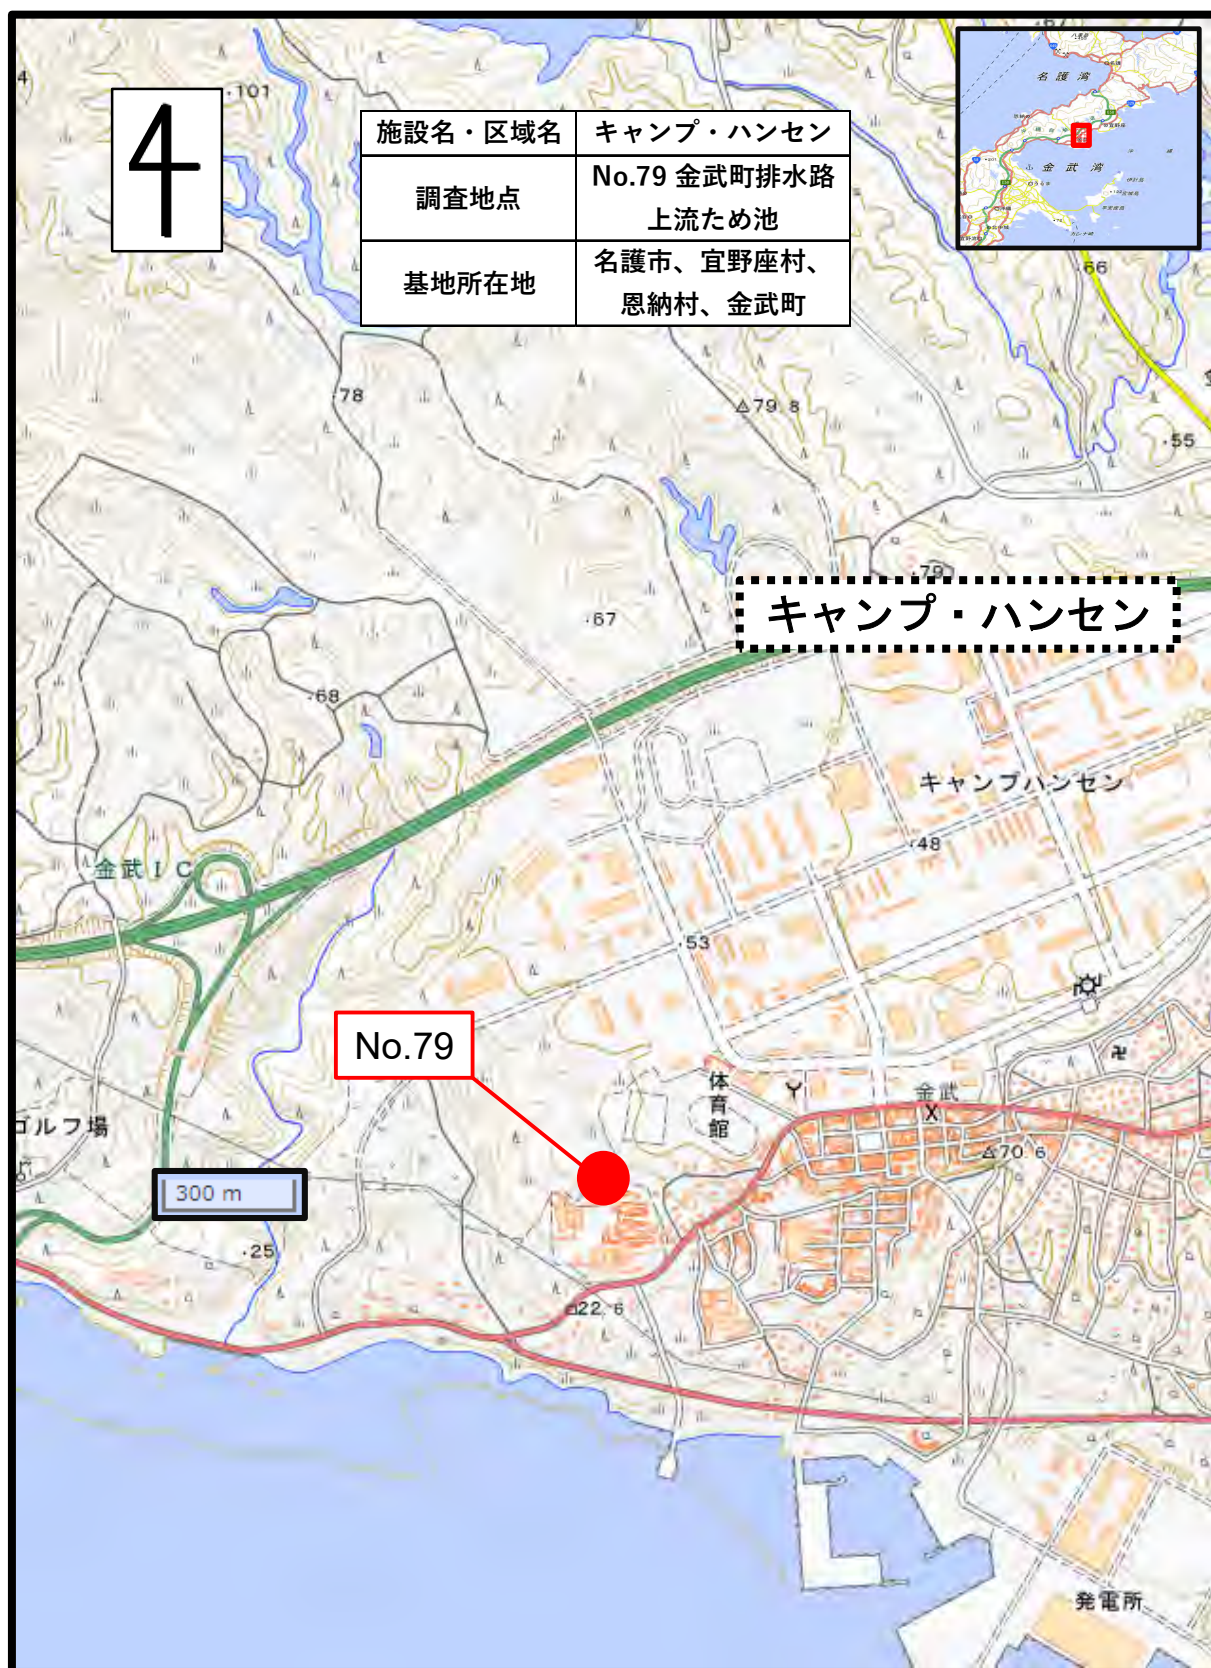 4
施設名・区域名 キャンプ・ハンセン
調査地点 No.79 金武町排水路
上流ため池
基地所在地 名護市、宜野座村、
恩納村、金武町
名護湾
金武湾
101
66
78
79.8
55
79
キャンプ・ハンセン
67
68
キャンプハンセン
金武IC
48
53
No.79
体育館
金武
ゴルフ場
70.6
300 m
25
22.6
発電所